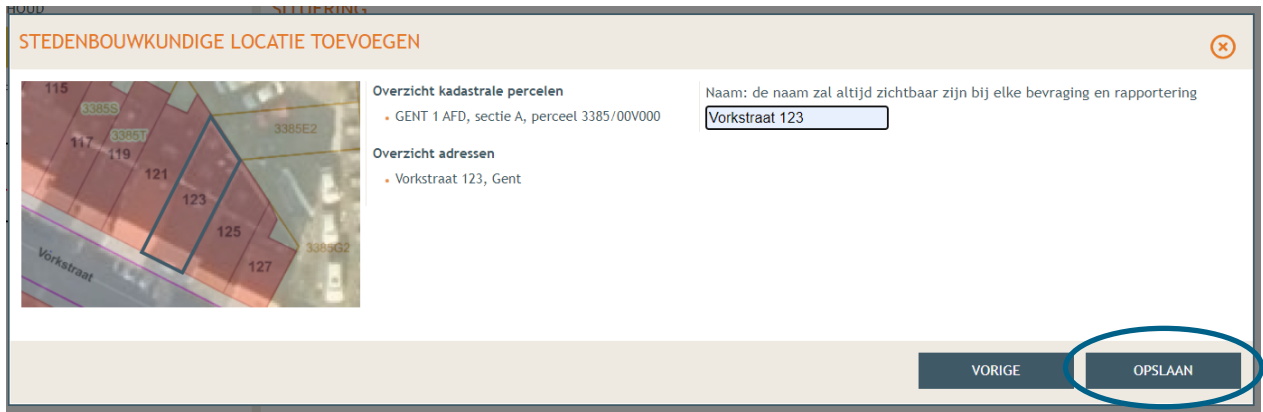 HOUD
SITUERING
STEDENBOUWKUNDIGE LOCATIE TOEVOEGEN
115
3385S
3385T
3385E2
117
119
121
123
125
3385G2
127
Vorkstraat
Overzicht kadastrale percelen
GENT 1 AFD, sectie A, perceel 3385/00V000
Overzicht adressen
Vorkstraat 123, Gent
Naam: de naam zal altijd zichtbaar zijn bij elke bevraging en rapportering
Vorkstraat 123
VORIGE
OPSLAAN